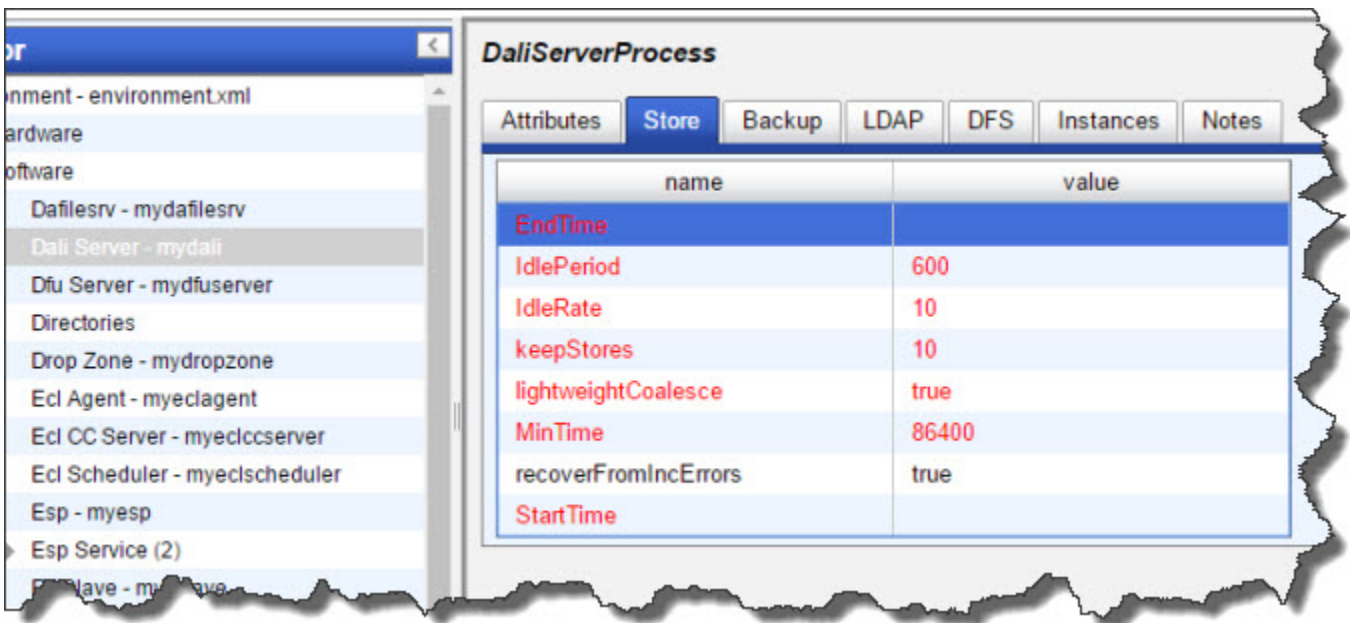 or
onment - environment.xml
ardware
oftware
Dafilesrv - mydafilesrv
Dali Server - mydali
Dfu Server - mydfuserver
Directories
Drop Zone - mydropzone
Ecl Agent - myeclagent
Ecl CC Server - myeclccserver
Ecl Scheduler - myeclscheduler
Esp - myesp
Esp Service (2)
DaliServerProcess
Attributes Store Backup LDAP DFS Instances Notes
name value
EndTime
IdlePeriod 600
IdleRate 10
keepStores 10
lightweightCoalesce true
MinTime 86400
recoverFromIncErrors true
StartTime